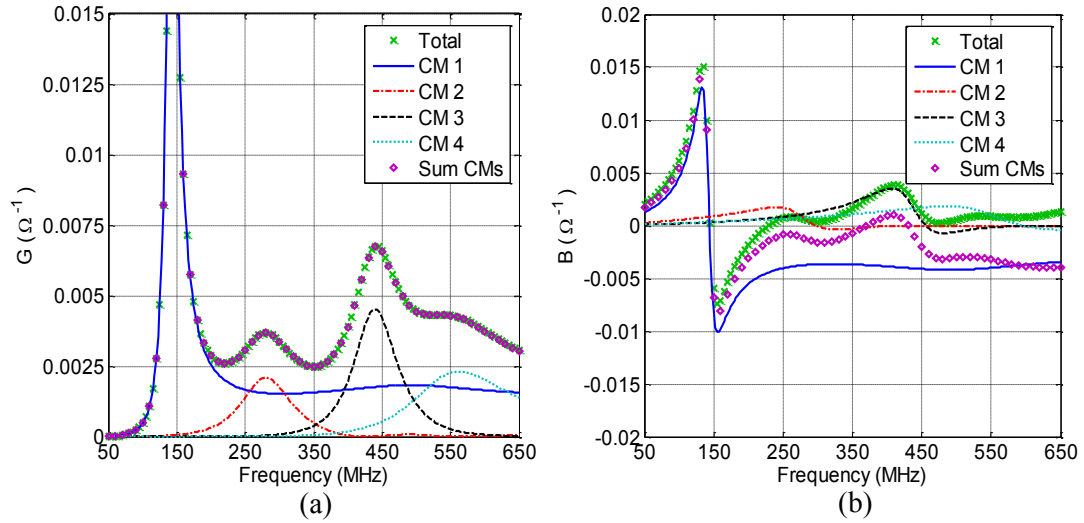 0.015
0.0125
0.01
0.0075
0.005
0.0025
0
G ( Ω⁻¹ )
50 150 250 350 450 550 650
Frequency (MHz)
Total
CM 1
CM 2
CM 3
CM 4
Sum CMs
(a)
0.02
0.015
0.01
0.005
0
-0.005
-0.01
-0.015
-0.02
B ( Ω⁻¹ )
50 150 250 350 450 550 650
Frequency (MHz)
Total
CM 1
CM 2
CM 3
CM 4
Sum CMs
(b)